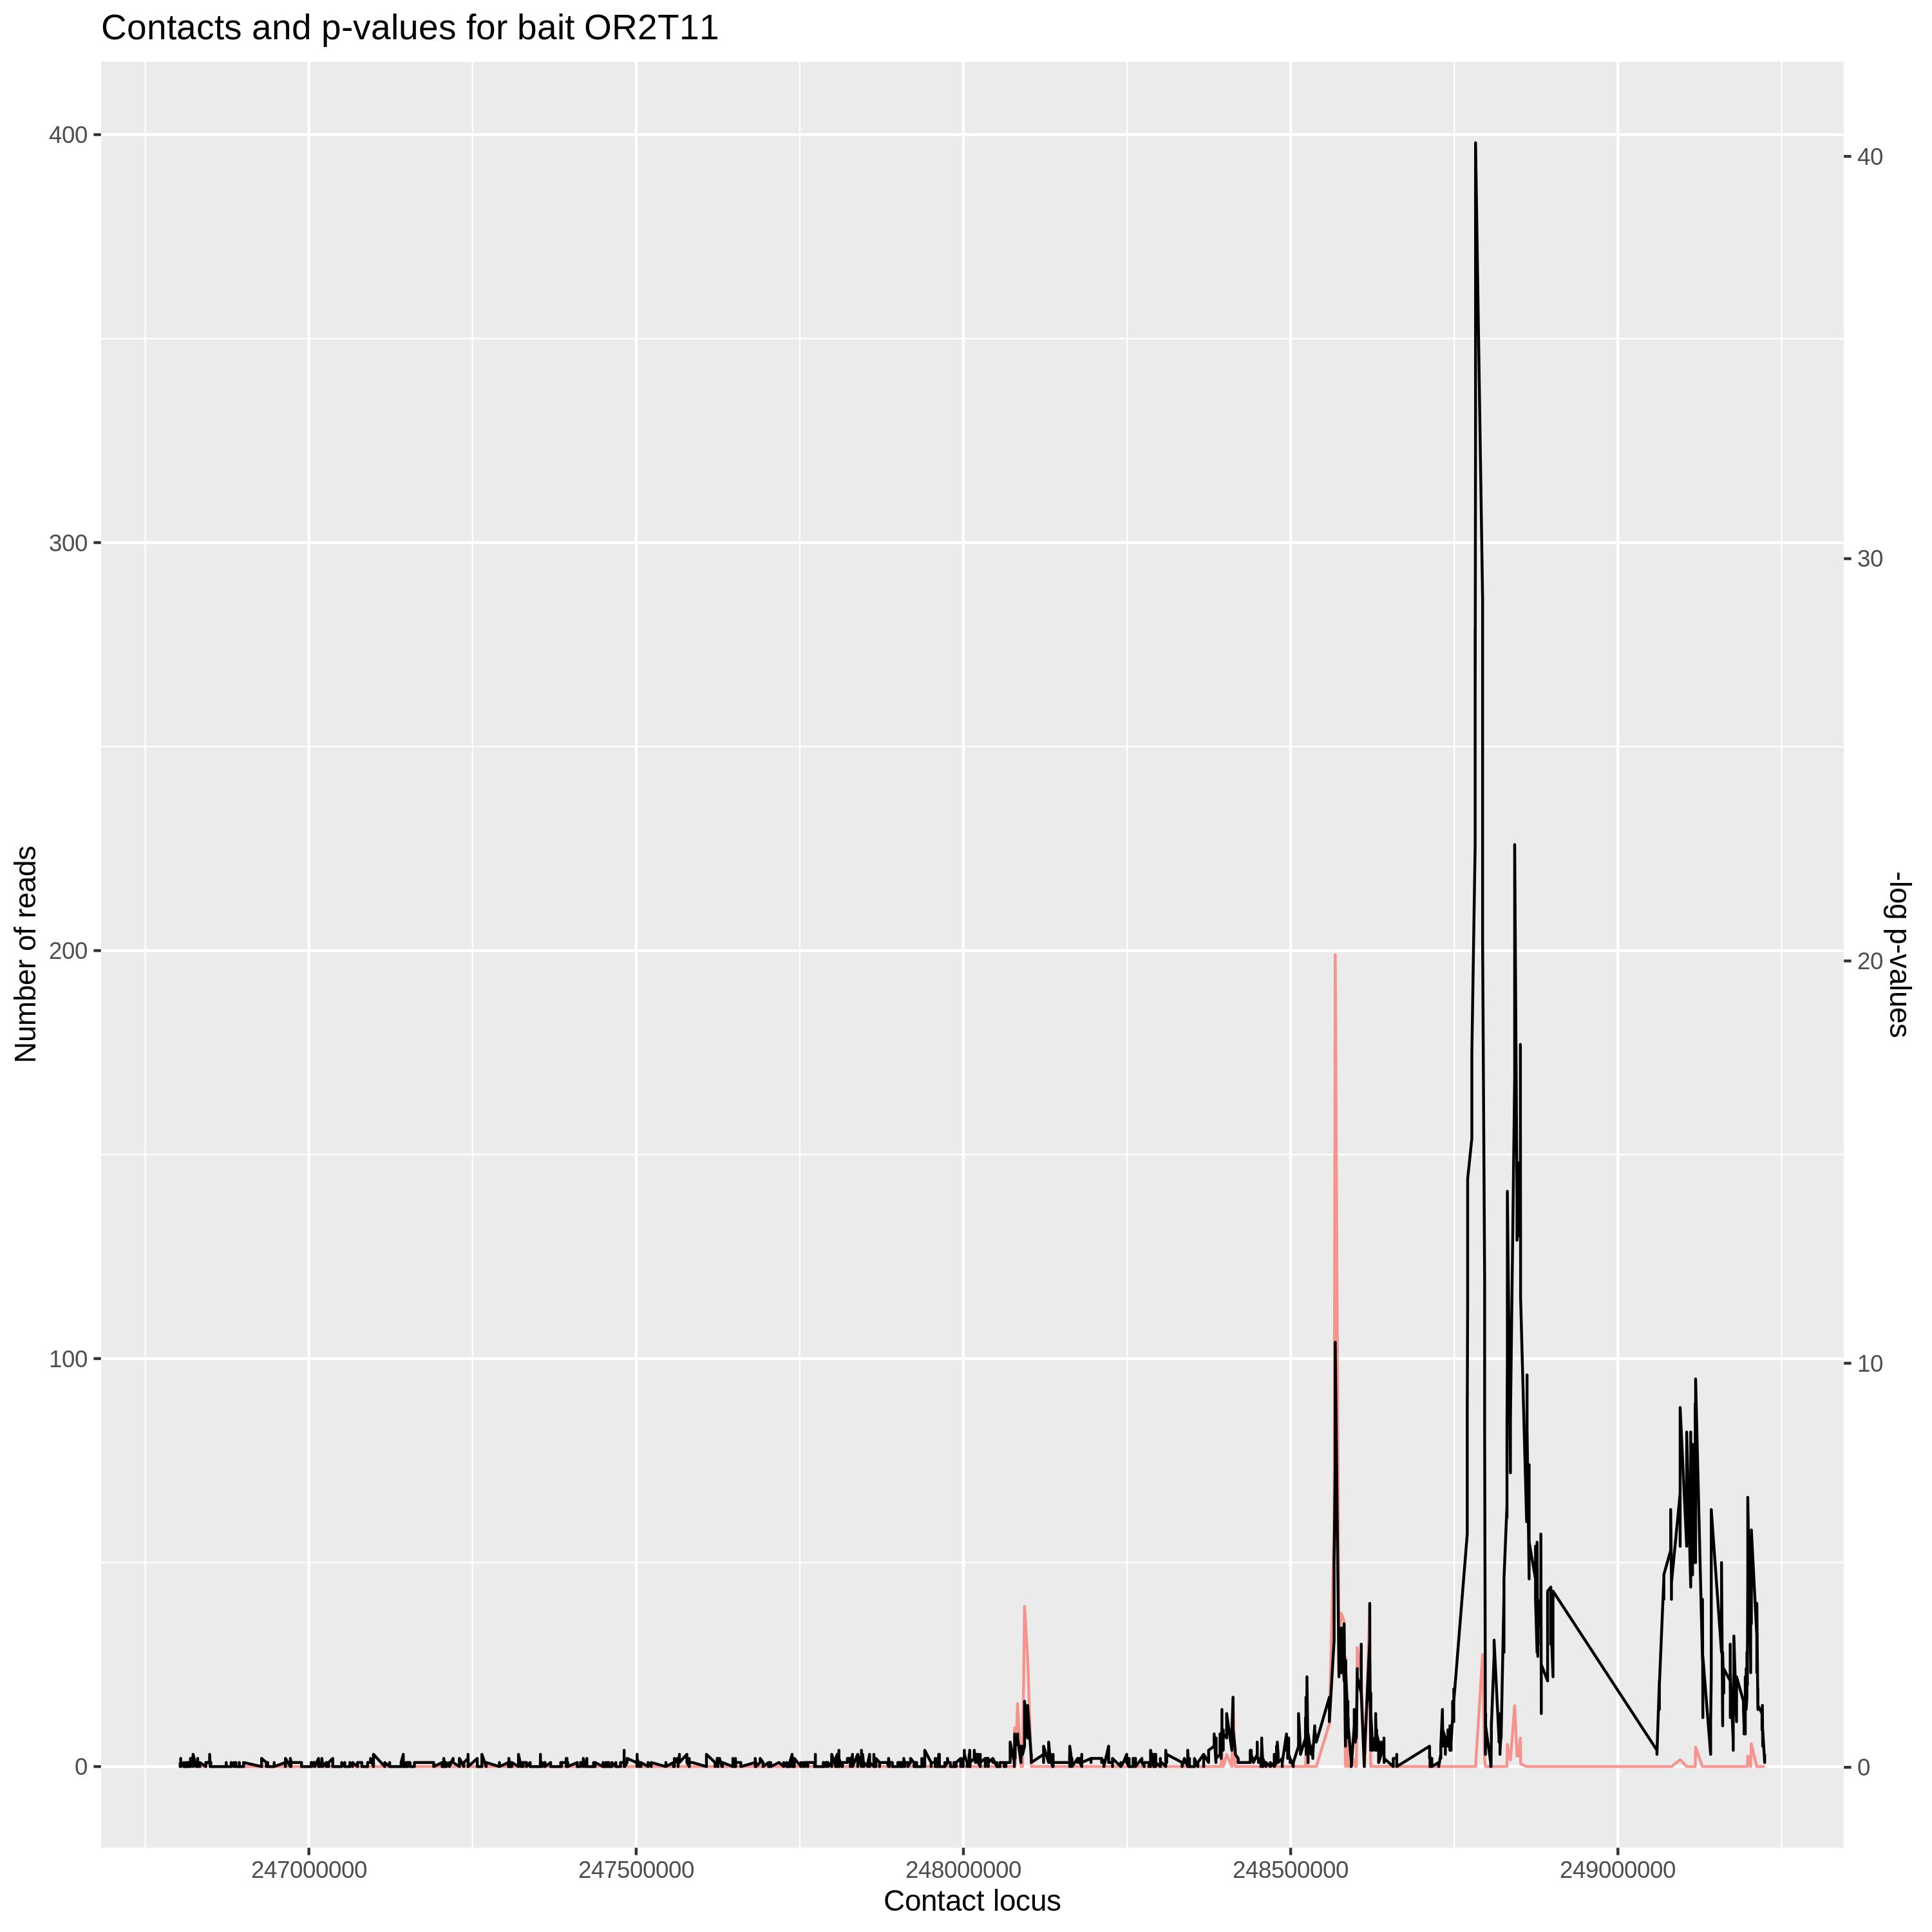 Contacts and p-values for bait OR2T11
400
300
200
100
0
Number of reads
40
30
20
10
0
-log p-values
247000000 247500000 248000000 248500000 249000000
Contact locus